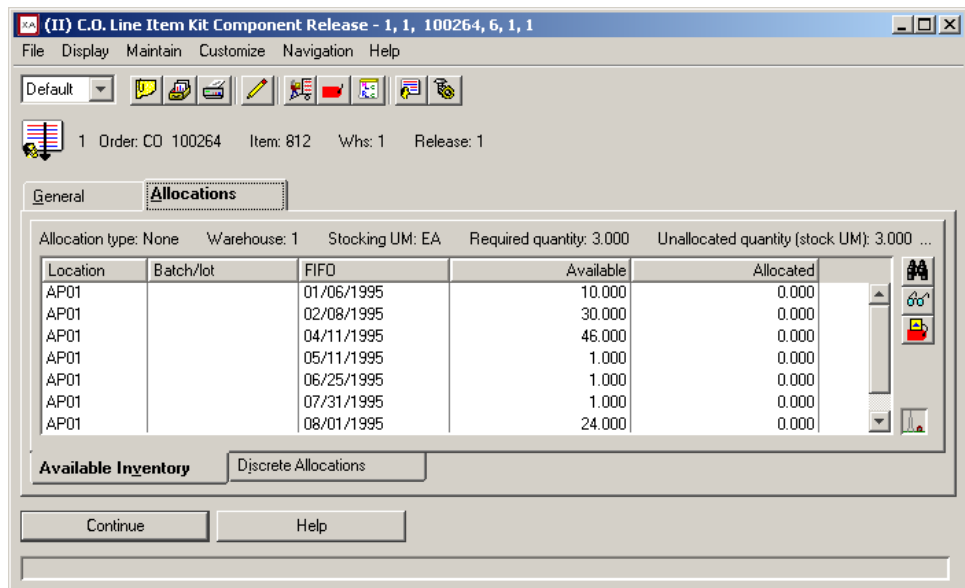 XA (II) C.O. Line Item Kit Component Release - 1, 1, 100264, 6, 1, 1
File Display Maintain Customize Navigation Help
Default
1 Order: CO 100264 Item: 812 Whs: 1 Release: 1
General Allocations
Allocation type: None Warehouse: 1 Stocking UM: EA Required quantity: 3.000 Unallocated quantity (stock UM): 3.000 ...
Location Batch/lot FIFO Available Allocated
AP01 01/06/1995 10.000 0.000
AP01 02/08/1995 30.000 0.000
AP01 04/11/1995 46.000 0.000
AP01 05/11/1995 1.000 0.000
AP01 06/25/1995 1.000 0.000
AP01 07/31/1995 1.000 0.000
AP01 08/01/1995 24.000 0.000
Available Inventory Discrete Allocations
Continue Help